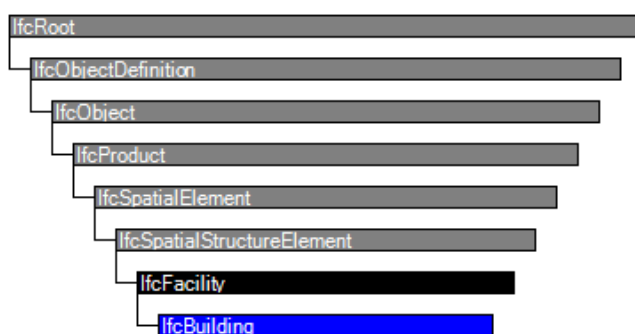 IfcRoot
IfcObjectDefinition
IfcObject
IfcProduct
IfcSpatialElement
IfcSpatialStructureElement
IfcFacility
IfcBuilding